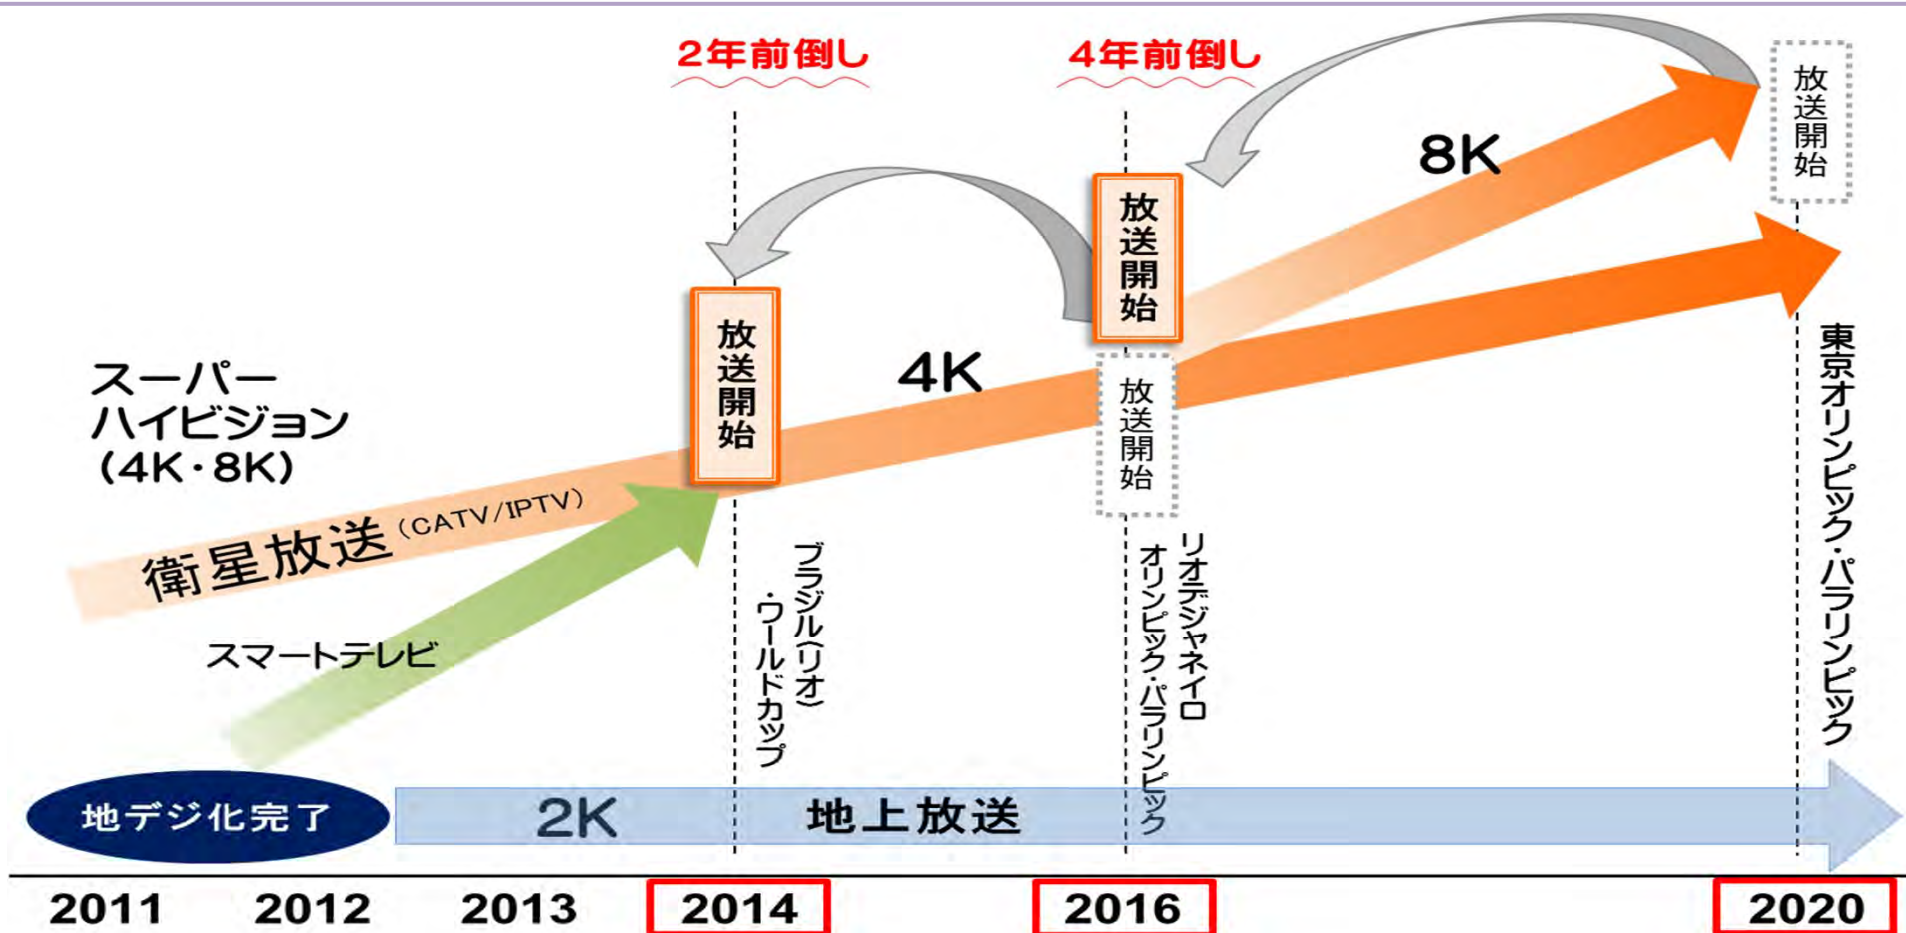 2年前倒し
4年前倒し
放送開始
8K
放送開始
放送開始
4K
放送開始
スーパー
ハイビジョン
(4K・8K)
衛星放送(CATV/IPTV)
スマートテレビ
ブラジル(リオ)
・ワールドカップ
リオデジャネイロ
オリンピック・パラリンピック
東京オリンピック・パラリンピック
地デジ化完了
2K 地上放送
2011 2012 2013 2014 2016 2020